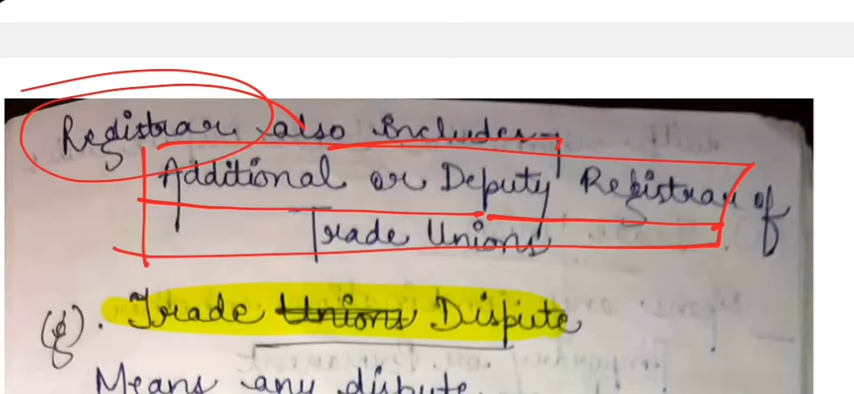 Registrar also includes -
Additional or Deputy Registrar of
Trade Unions
(g). Trade Unions Dispute
Means any dispute